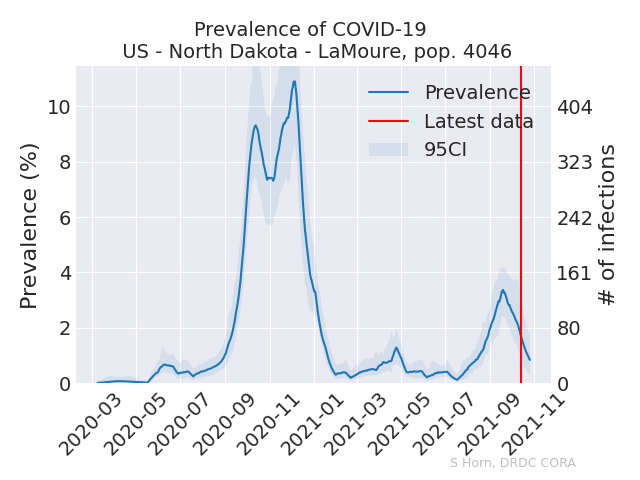 Prevalence of COVID-19
US - North Dakota - LaMoure, pop. 4046
Prevalence
Latest data
95CI
Prevalence (%)
10
8
6
4
2
0
404
323
242
161
80
0
# of infections
2020-03
2020-05
2020-07
2020-09
2020-11
2021-01
2021-03
2021-05
2021-07
2021-09
2021-11
S Horn, DRDC CORA